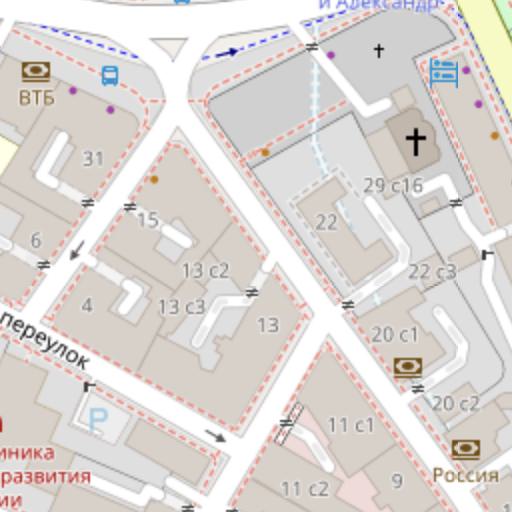 и Александр
ВТБ
31
29 с16
15
22
6
13 с2
22 с3
4
13 с3
13
20 с1
переулок
20 с2
11 с1
иника
развития
ии
Россия
9
11 с2
P